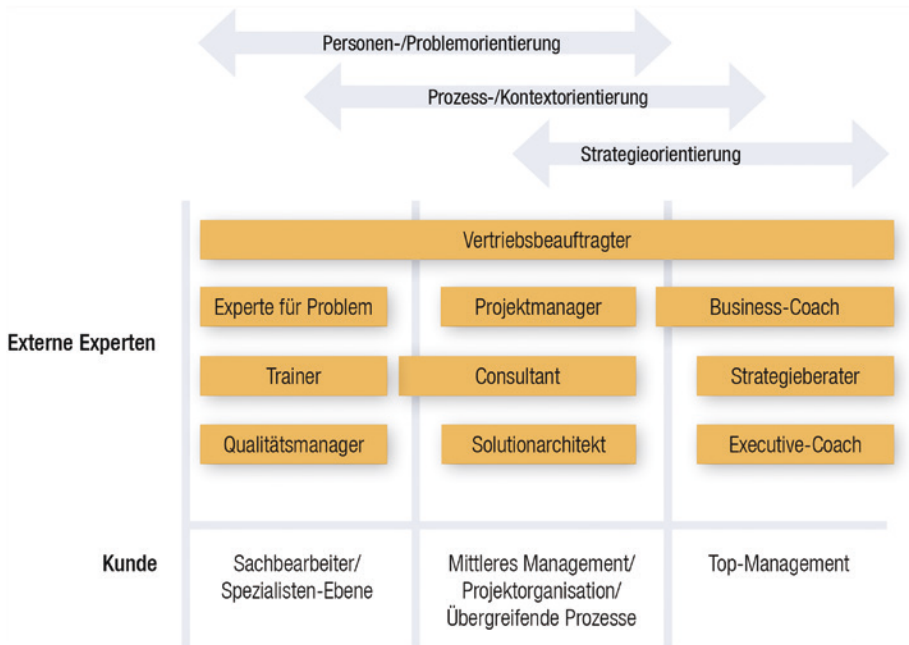 Personen-/Problemorientierung
Prozess-/Kontextorientierung
Strategieorientierung
Vertriebsbeauftragter
Experte für Problem
Projektmanager
Business-Coach
Externe Experten
Trainer
Consultant
Strategieberater
Qualitätsmanager
Solutionarchitekt
Executive-Coach
Kunde
Sachbearbeiter/
Spezialisten-Ebene
Mittleres Management/
Projektorganisation/
Übergreifende Prozesse
Top-Management